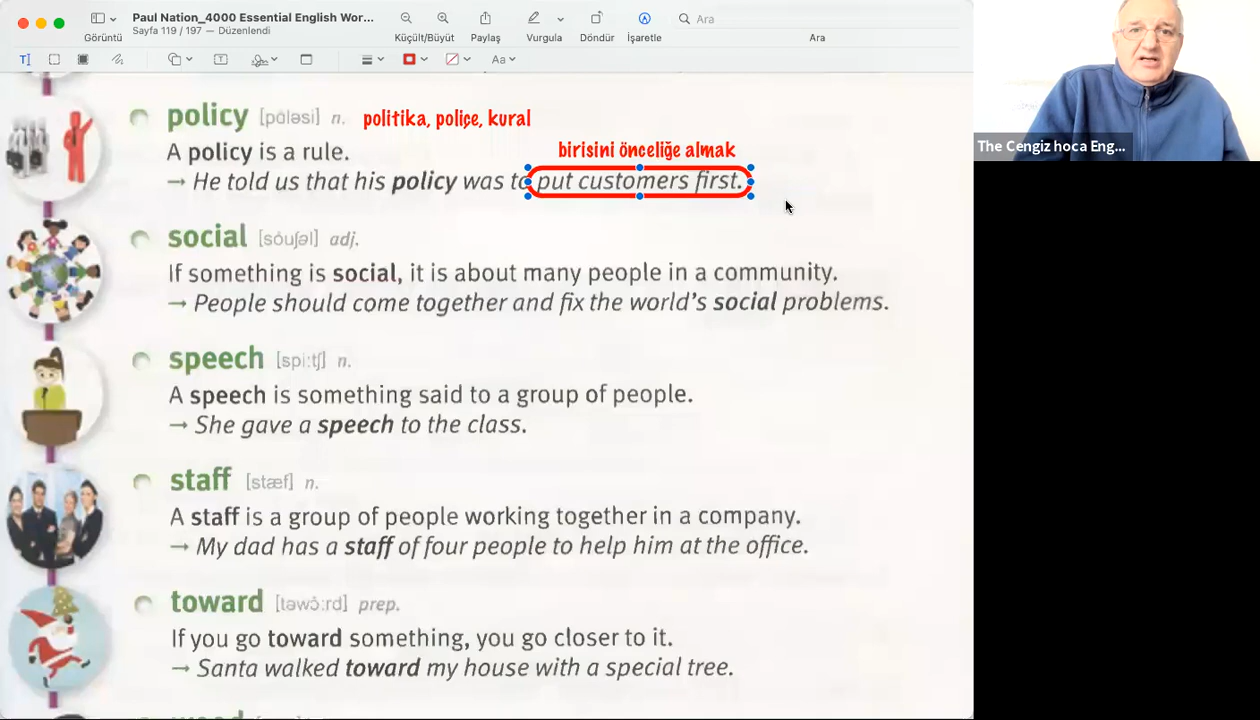 Paul Nation_4000 Essential English Wor...
Sayfa 119 / 197 — Düzenlendi
Görüntü
Küçült/Büyüt
Paylaş
Vurgula
Döndür
İşaretle
Ara
Ara
Aa
policy [páləsi] n. politika, poliçe, kural
A policy is a rule.
birisini önceliğe almak
→ He told us that his policy was to put customers first.
social [sóuʃəl] adj.
If something is social, it is about many people in a community.
→ People should come together and fix the world's social problems.
speech [spi:tʃ] n.
A speech is something said to a group of people.
→ She gave a speech to the class.
staff [stæf] n.
A staff is a group of people working together in a company.
→ My dad has a staff of four people to help him at the office.
toward [təwɔ́:rd] prep.
If you go toward something, you go closer to it.
→ Santa walked toward my house with a special tree.
The Cengiz hoca Eng...